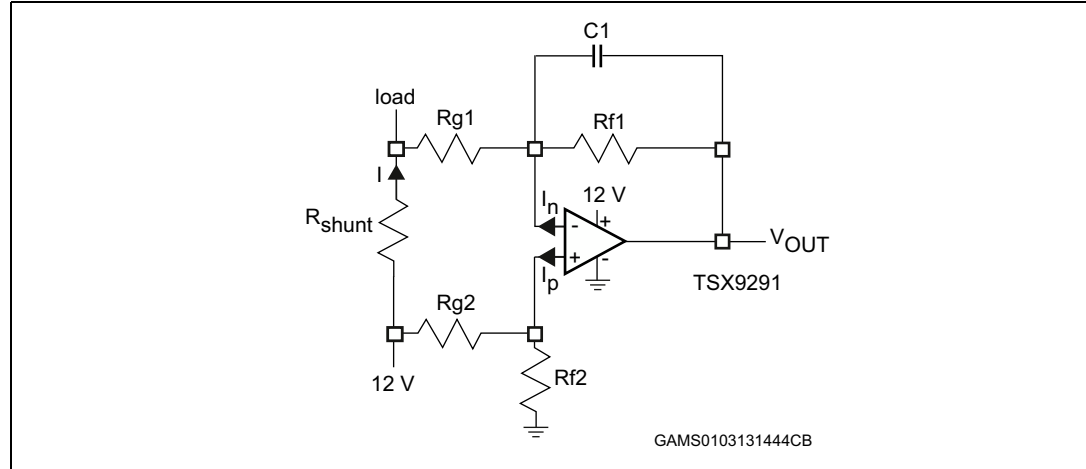 C1
load
Rg1
Rf1
I
In
12 V
Rshunt
+
-
VOUT
+
-
Ip
TSX9291
Rg2
12 V
Rf2
GAMS0103131444CB